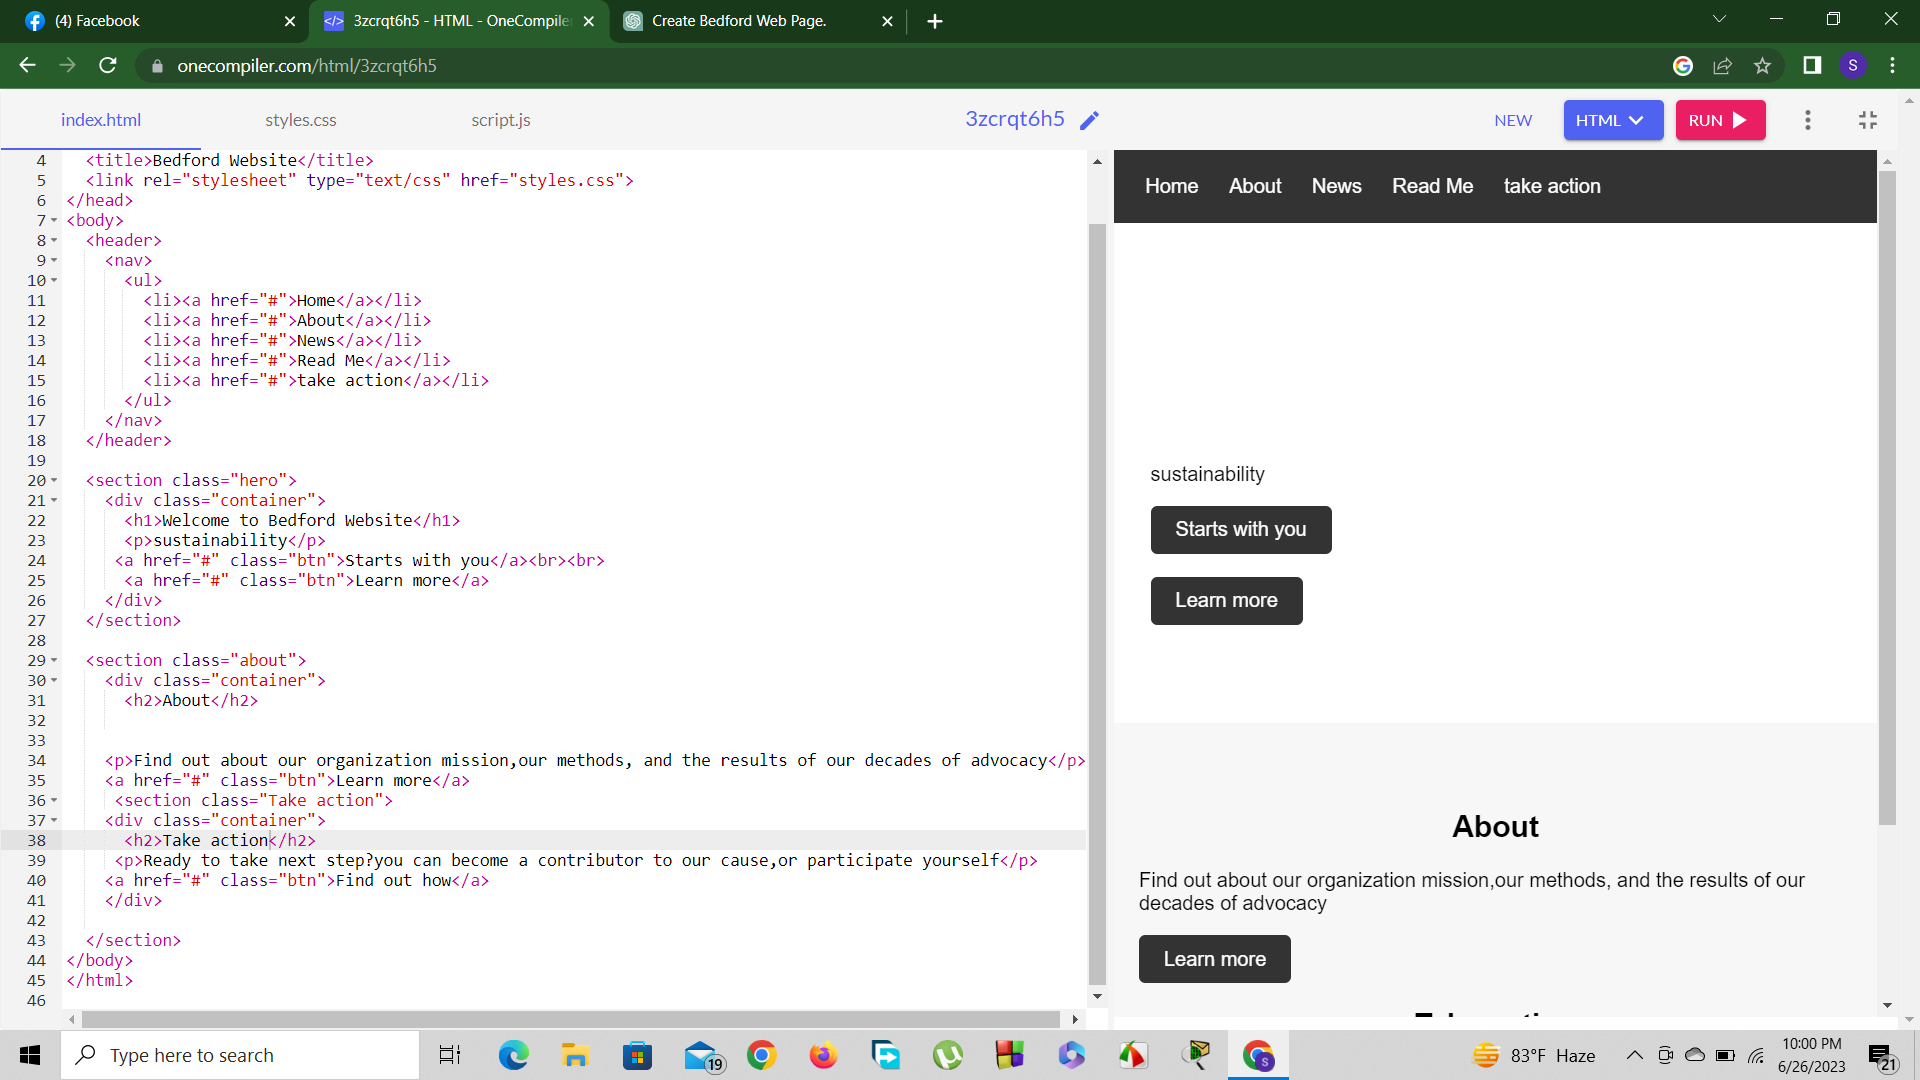 (4) Facebook
3zcrqt6h5 - HTML - OneCompile
Create Bedford Web Page.
onecompiler.com/html/3zcrqt6h5
S
index.html
styles.css
script.js
3zcrqt6h5
NEW
HTML
RUN
4 <title>Bedford Website</title>
5 <link rel="stylesheet" type="text/css" href="styles.css">
6 </head>
7 <body>
8 <header>
9 <nav>
10 <ul>
11 <li><a href="#">Home</a></li>
12 <li><a href="#">About</a></li>
13 <li><a href="#">News</a></li>
14 <li><a href="#">Read Me</a></li>
15 <li><a href="#">take action</a></li>
16 </ul>
17 </nav>
18 </header>
19
20 <section class="hero">
21 <div class="container">
22 <h1>Welcome to Bedford Website</h1>
23 <p>sustainability</p>
24 <a href="#" class="btn">Starts with you</a><br><br>
25 <a href="#" class="btn">Learn more</a>
26 </div>
27 </section>
28
29 <section class="about">
30 <div class="container">
31 <h2>About</h2>
32
33
34 <p>Find out about our organization mission,our methods, and the results of our decades of advocacy</p>
35 <a href="#" class="btn">Learn more</a>
36 <section class="Take action">
37 <div class="container">
38 <h2>Take action</h2>
39 <p>Ready to take next step?you can become a contributor to our cause,or participate yourself</p>
40 <a href="#" class="btn">Find out how</a>
41 </div>
42
43 </section>
44 </body>
45 </html>
46
Home About News Read Me take action
sustainability
Starts with you
Learn more
About
Find out about our organization mission,our methods, and the results of our
decades of advocacy
Learn more
Type here to search
19
S
83°F Haze
10:00 PM
6/26/2023
21